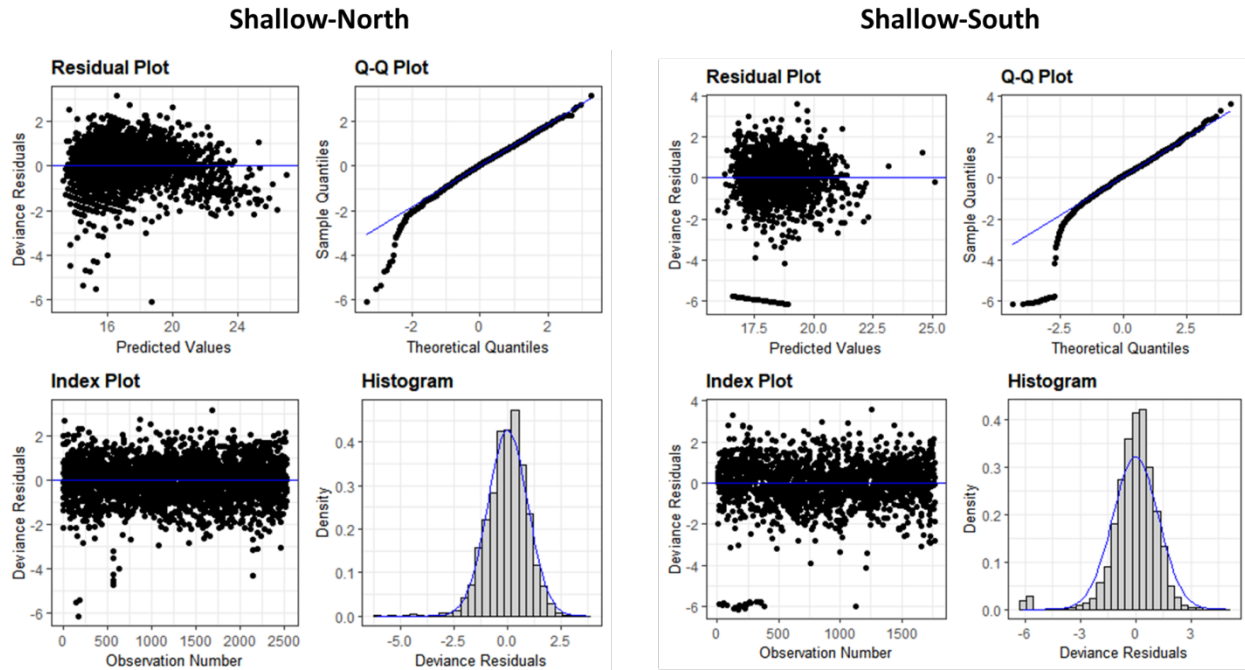 Shallow-North
Shallow-South
Residual Plot
Deviance Residuals
2
0
-2
-4
-6
16
20
24
Predicted Values
Q-Q Plot
Sample Quantiles
2
0
-2
-4
-6
-2
0
2
Theoretical Quantiles
Index Plot
Deviance Residuals
2
0
-2
-4
-6
0
500
1000
1500
2000
2500
Observation Number
Histogram
Density
0.4
0.3
0.2
0.1
0.0
-5.0
-2.5
0.0
2.5
Deviance Residuals
Residual Plot
Deviance Residuals
4
2
0
-2
-4
-6
17.5
20.0
22.5
25.0
Predicted Values
Q-Q Plot
Sample Quantiles
4
2
0
-2
-4
-6
-2.5
0.0
2.5
Theoretical Quantiles
Index Plot
Deviance Residuals
4
2
0
-2
-4
-6
0
500
1000
1500
Observation Number
Histogram
Density
0.4
0.3
0.2
0.1
0.0
-6
-3
0
3
Deviance Residuals